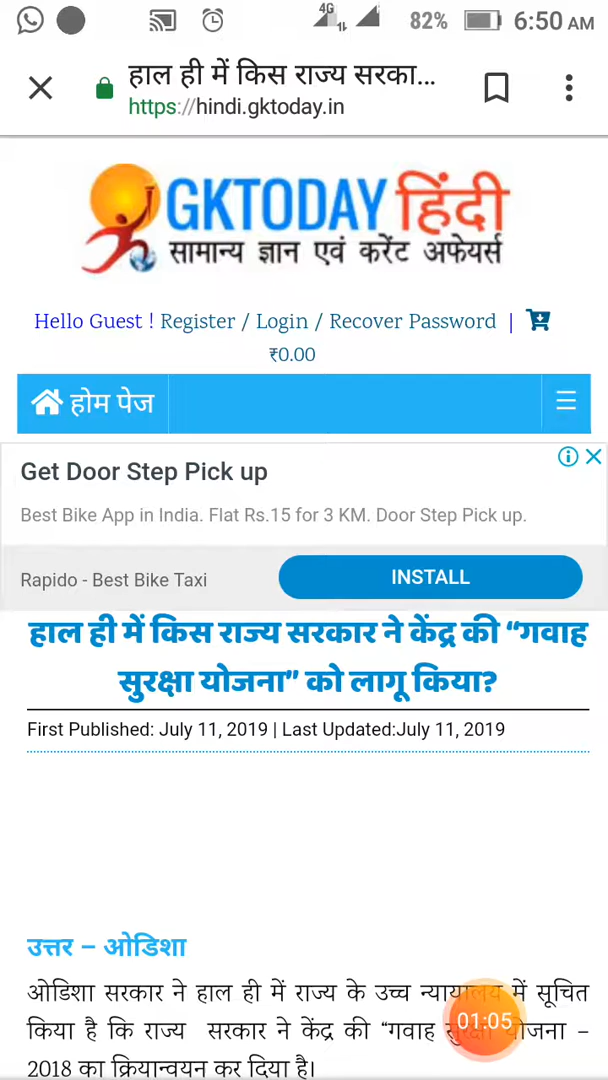 4G 82% 6:50 AM
हाल ही में किस राज्य सरका...
https://hindi.gktoday.in
GKTODAY हिंदी
सामान्य ज्ञान एवं करेंट अफेयर्स
Hello Guest ! Register / Login / Recover Password |
₹0.00
होम पेज
Get Door Step Pick up
Best Bike App in India. Flat Rs.15 for 3 KM. Door Step Pick up.
Rapido - Best Bike Taxi INSTALL
हाल ही में किस राज्य सरकार ने केंद्र की “गवाह
सुरक्षा योजना” को लागू किया?
First Published: July 11, 2019 | Last Updated:July 11, 2019
उत्तर – ओडिशा
ओडिशा सरकार ने हाल ही में राज्य के उच्च न्यायालय में सूचित
किया है कि राज्य सरकार ने केंद्र की “गवाह सुरक्षा योजना –
01:05
2018 का क्रियान्वयन कर दिया है।